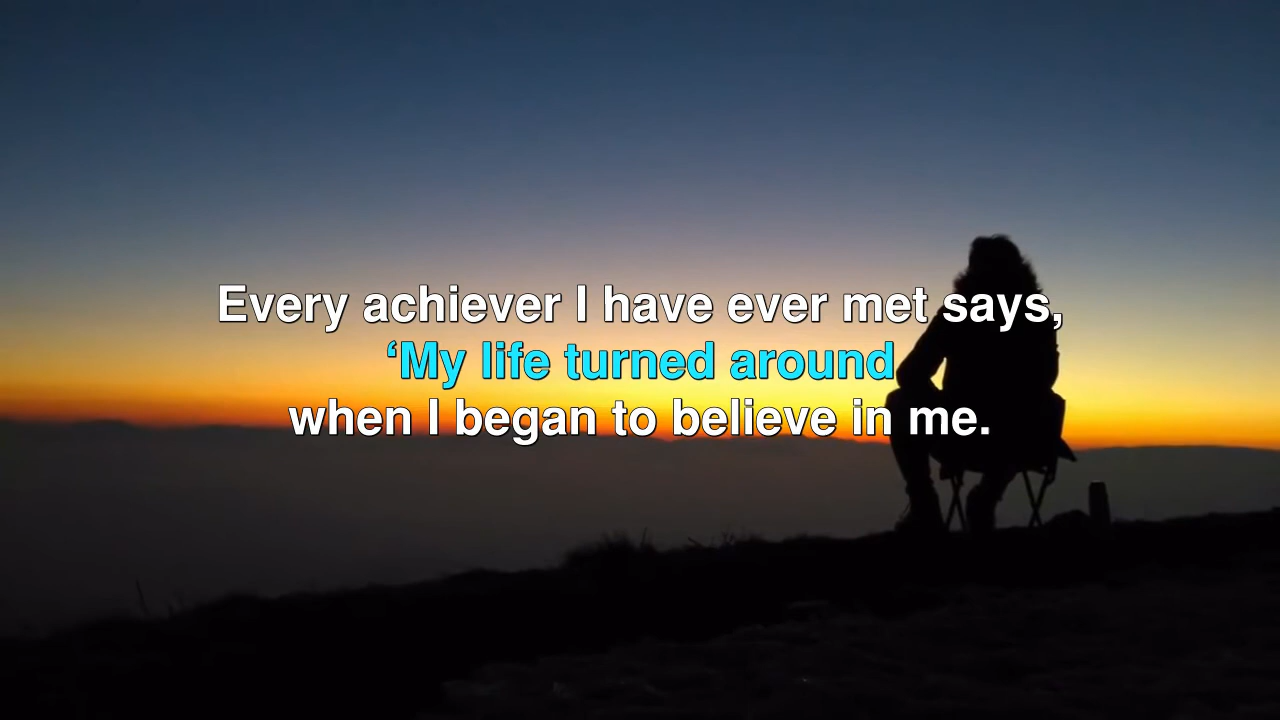 Every achiever I have ever met says,
‘My life turned around
when I began to believe in me.